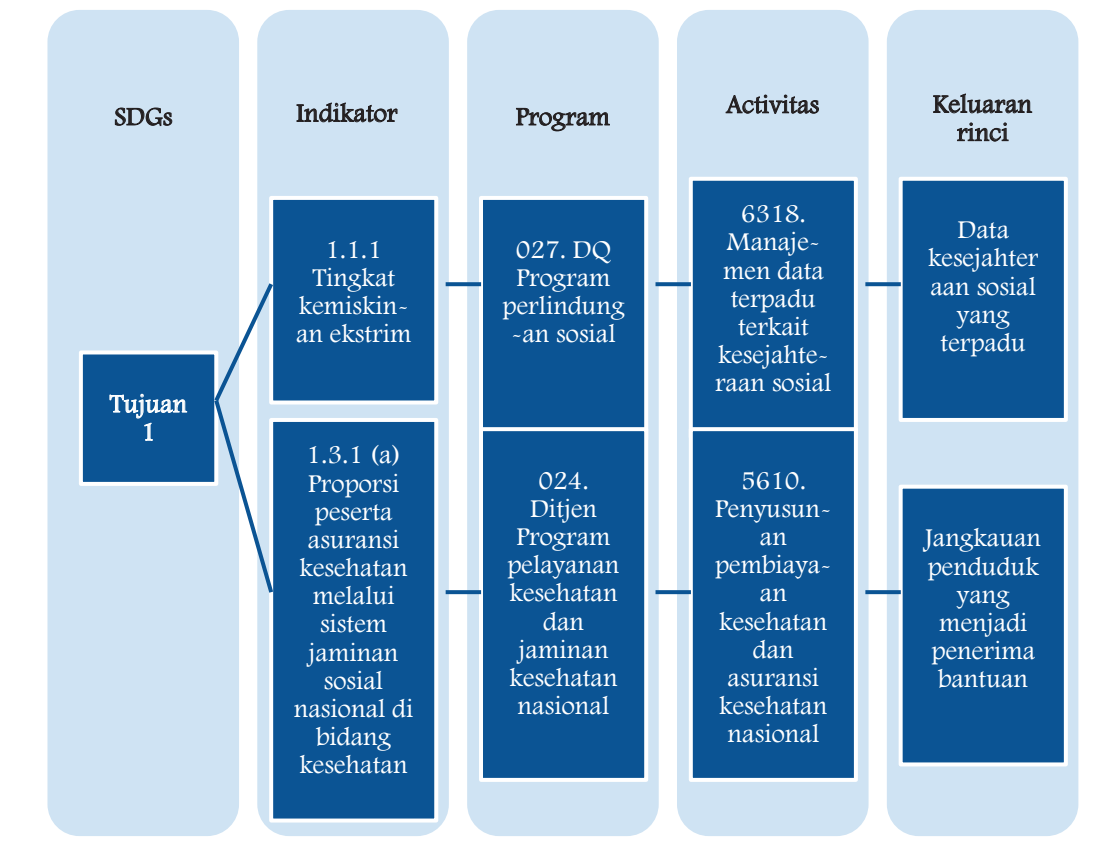 SDGs
Indikator
Program
Activitas
Keluaran
rinci
Tujuan
1
1.1.1
Tingkat
kemiskin-
an ekstrim
027. DQ
Program
perlindung
-an sosial
6318.
Manaje-
men data
terpadu
terkait
kesejahte-
raan sosial
Data
kesejahter
aan sosial
yang
terpadu
1.3.1 (a)
Proporsi
peserta
asuransi
kesehatan
melalui
sistem
jaminan
sosial
nasional di
bidang
kesehatan
024.
Ditjen
Program
pelayanan
kesehatan
dan
jaminan
kesehatan
nasional
5610.
Penyusun-
an
pembiaya-
an
kesehatan
dan
asuransi
kesehatan
nasional
Jangkauan
penduduk
yang
menjadi
penerima
bantuan